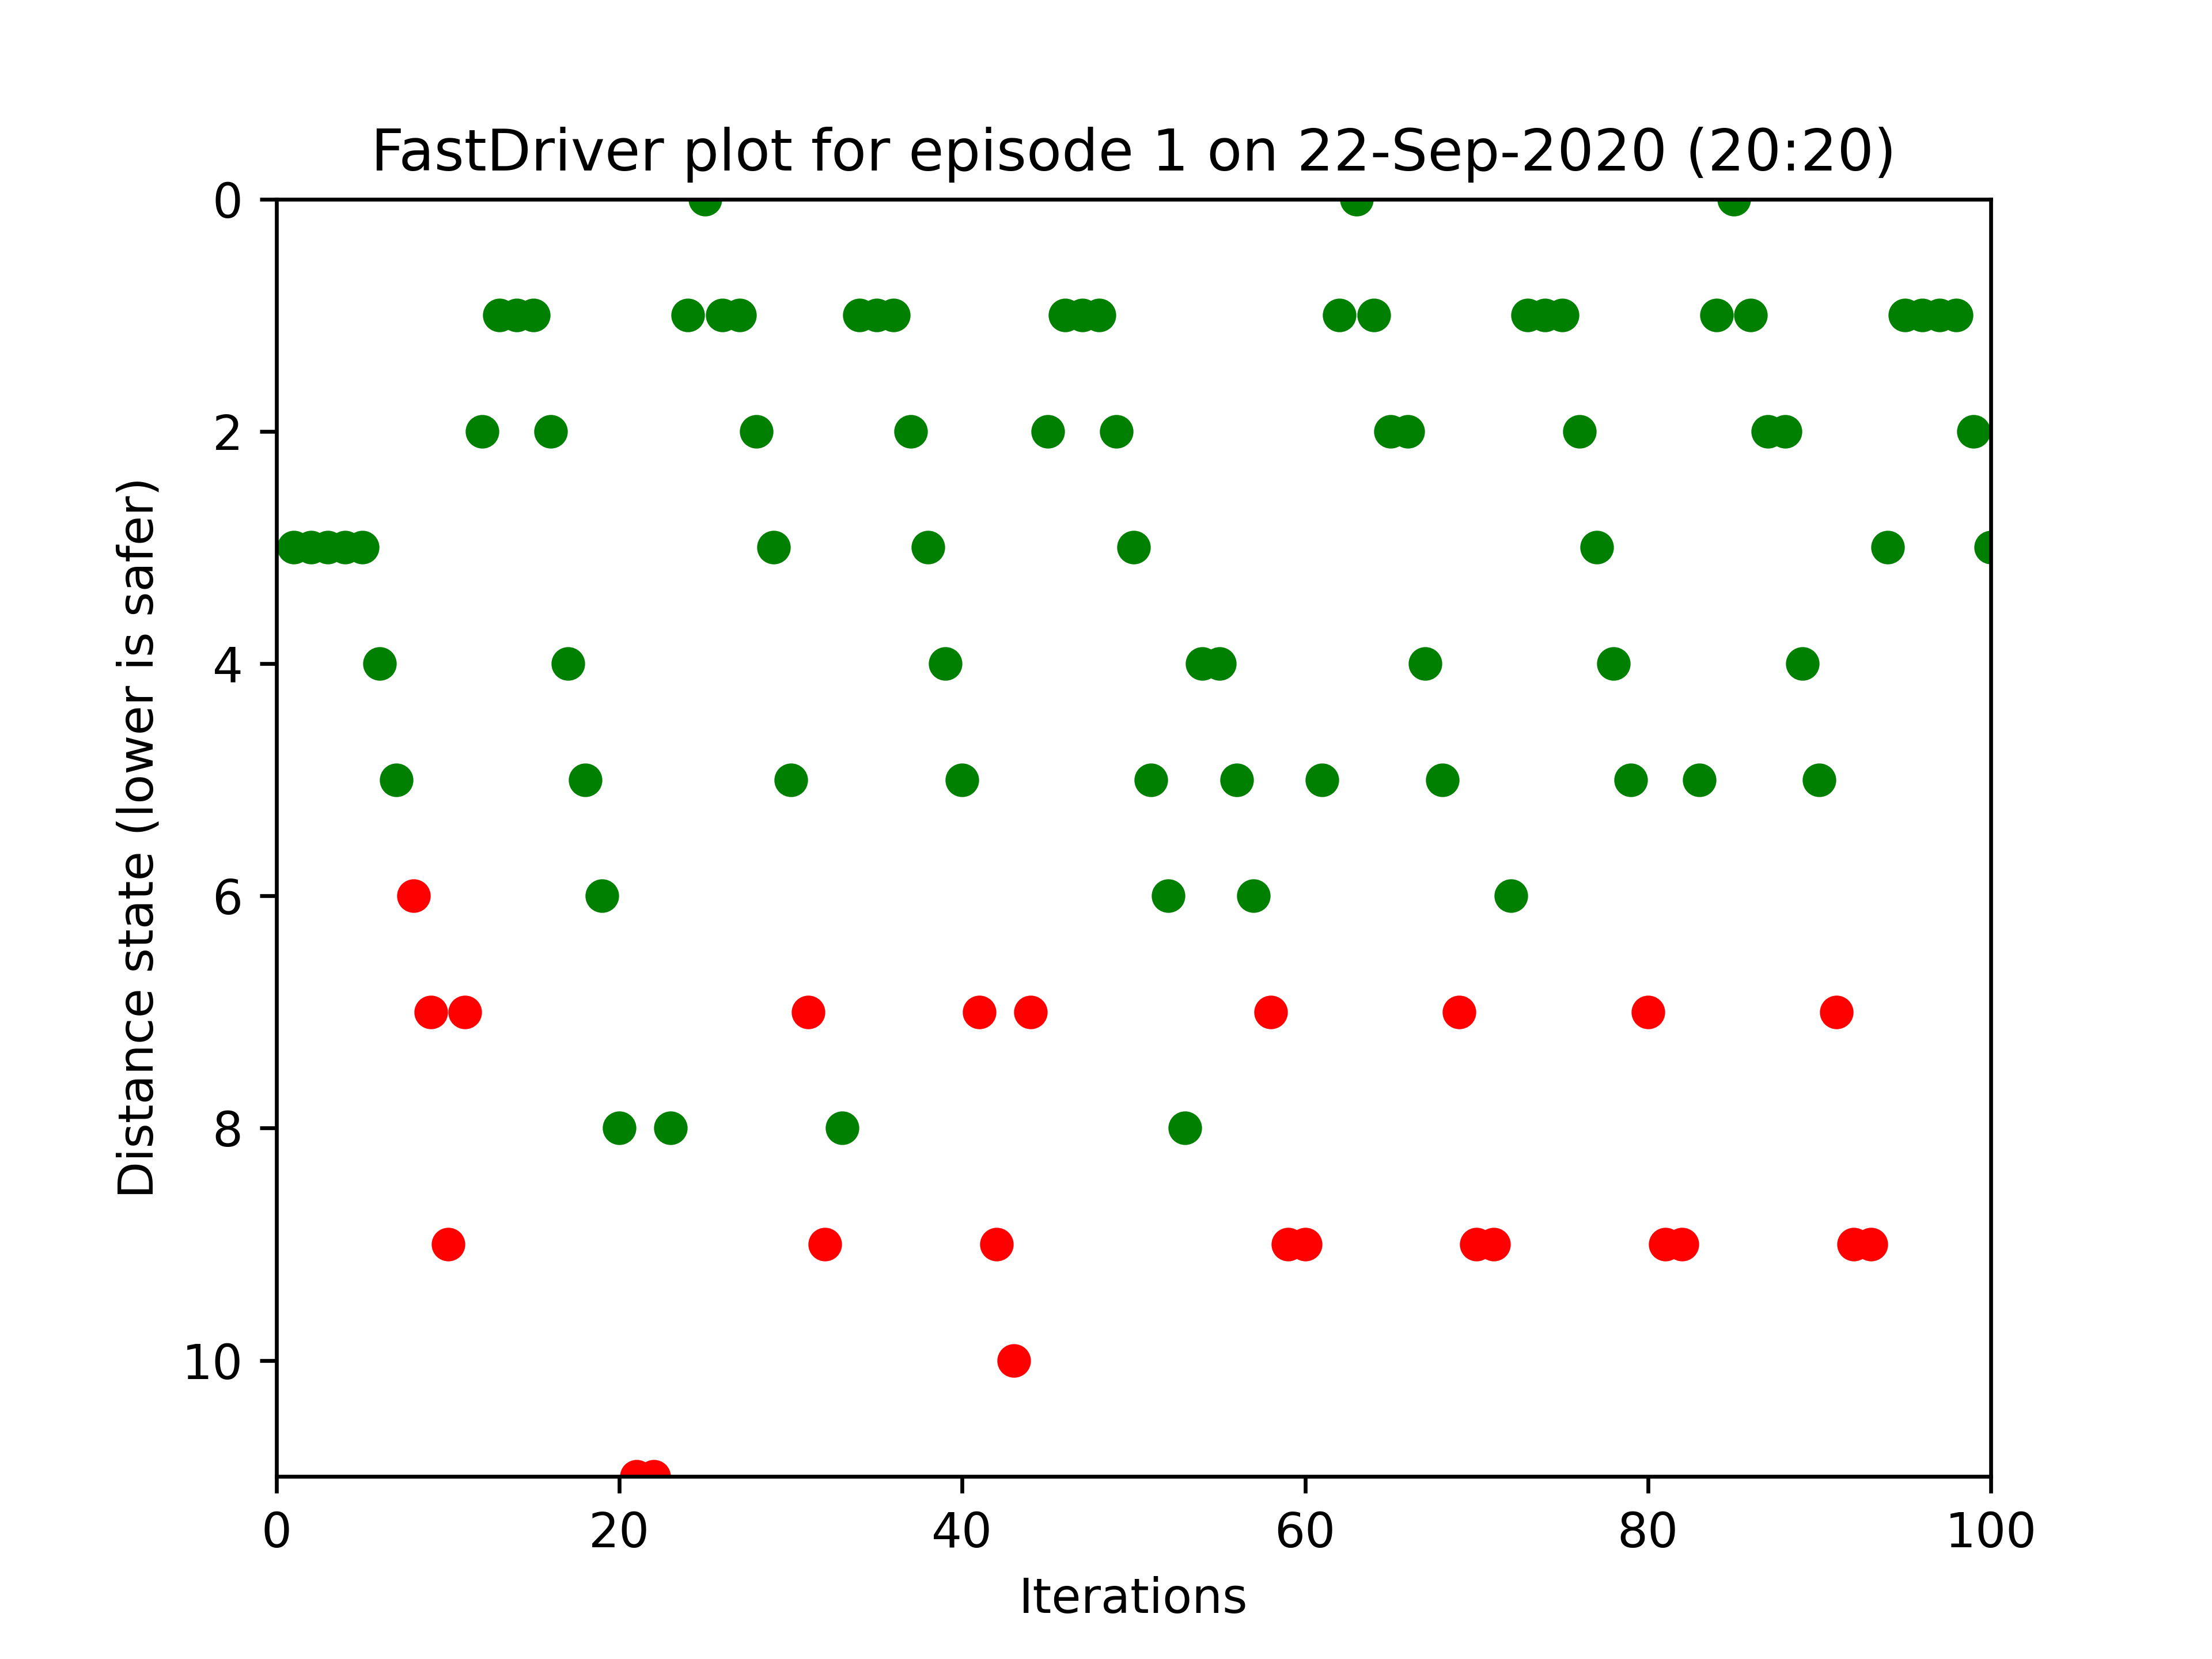 FastDriver plot for episode 1 on 22-Sep-2020 (20:20)
0
2
4
6
8
10
Distance state (lower is safer)
0 20 40 60 80 100
Iterations